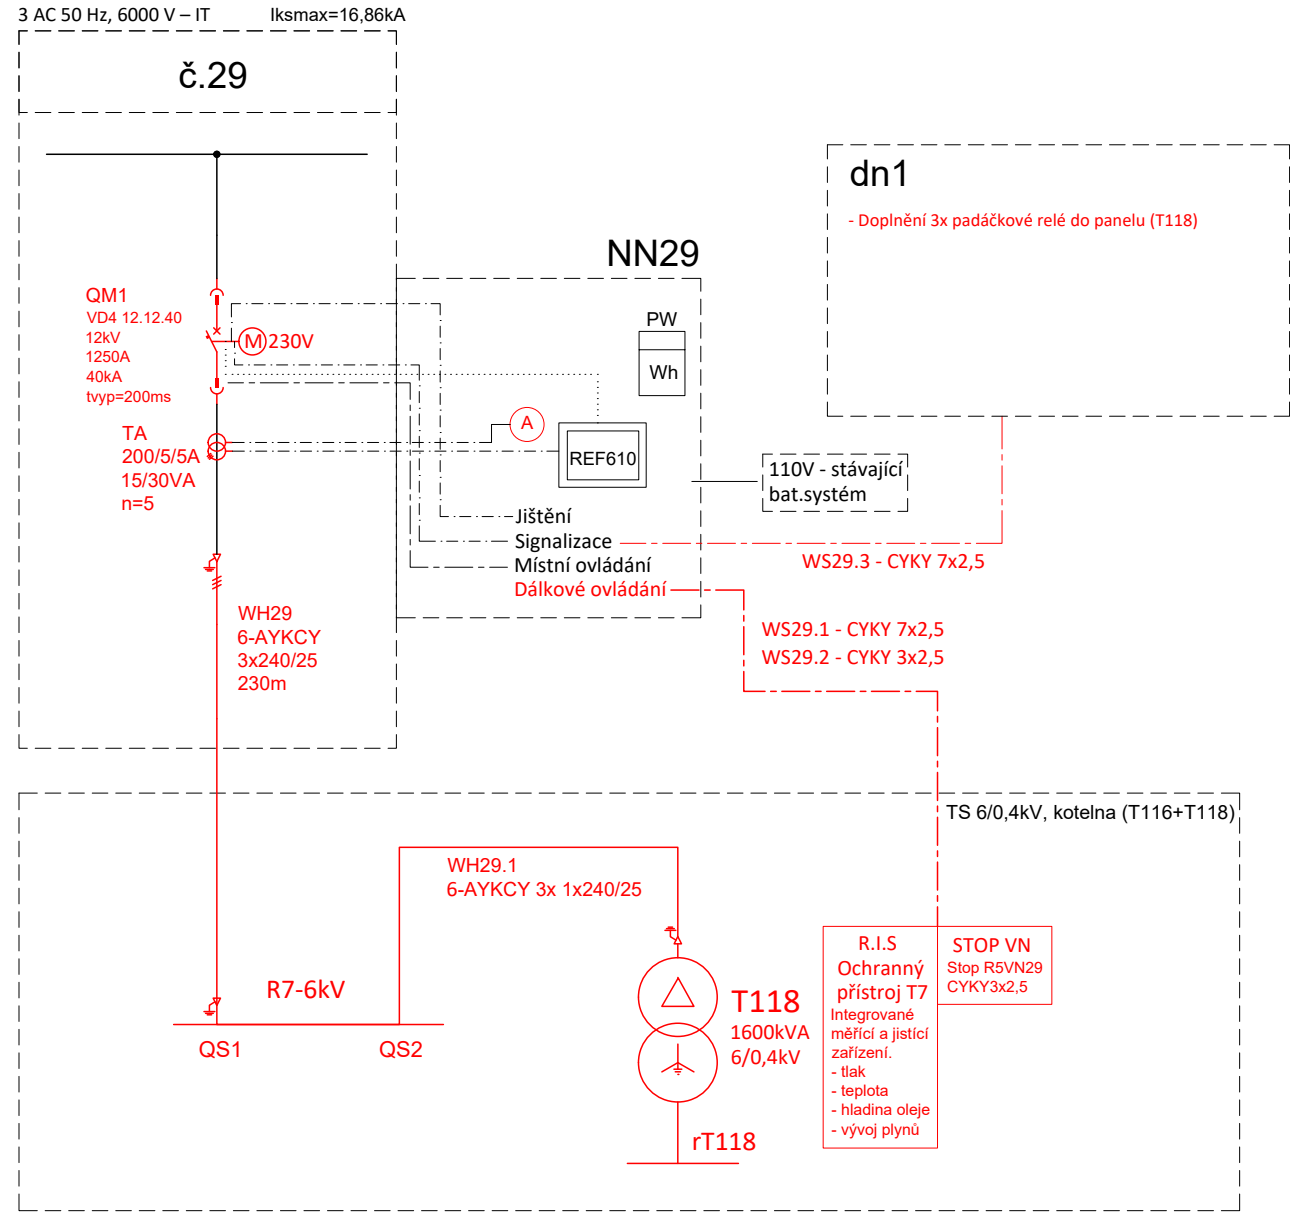 3 AC 50 Hz, 6000 V – IT
Iksmax=16,86kA
č.29
QM1
VD4 12.12.40
12kV
1250A
40kA
tvyp=200ms
M
230V
TA
200/5/5A
15/30VA
n=5
WH29
6-AYKCY
3x240/25
230m
NN29
PW
Wh
A
REF610
Jištění
Signalizace
Místní ovládání
Dálkové ovládání
110V - stávající
bat.systém
dn1
- Doplnění 3x padáčkové relé do panelu (T118)
WS29.3 - CYKY 7x2,5
WS29.1 - CYKY 7x2,5
WS29.2 - CYKY 3x2,5
TS 6/0,4kV, kotelna (T116+T118)
WH29.1
6-AYKCY 3x 1x240/25
R7-6kV
QS1
QS2
T118
1600kVA
6/0,4kV
rT118
R.I.S
Ochranný
přístroj T7
Integrované
měřící a jistící
zařízení.
- tlak
- teplota
- hladina oleje
- vývoj plynů
STOP VN
Stop R5VN29
CYKY3x2,5